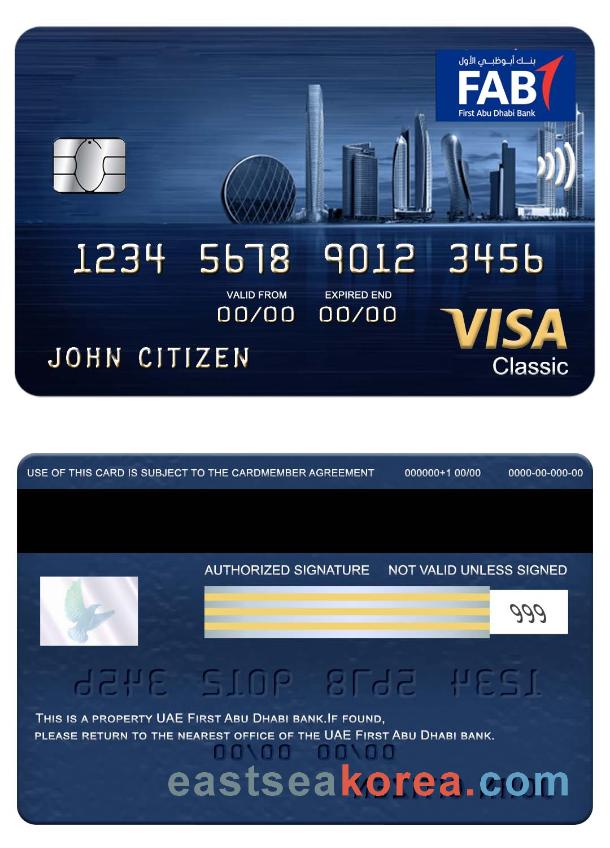 بنك أبوظبي الأول
FAB
First Abu Dhabi Bank
1234 5678 9012 3456
VALID FROM EXPIRED END
00/00 00/00
VISA
JOHN CITIZEN
Classic
USE OF THIS CARD IS SUBJECT TO THE CARDMEMBER AGREEMENT 000000+1 00/00 0000-00-000-00
AUTHORIZED SIGNATURE NOT VALID UNLESS SIGNED
999
THIS IS A PROPERTY UAE FIRST ABU DHABI BANK.IF FOUND,
PLEASE RETURN TO THE NEAREST OFFICE OF THE UAE FIRST ABU DHABI BANK.
00/00 00/00
eastseakorea.com